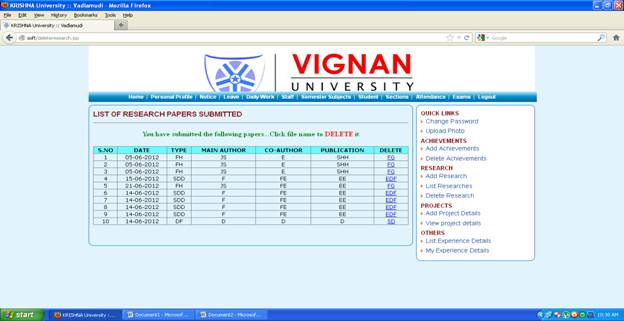 KRISHNA University :: Vadlamudi - Mozilla Firefox
File Edit View History Bookmarks Tools Help
KRISHNA University :: Vadlamudi
soft/deleteresearch.jsp
Google
VIGNAN
UNIVERSITY
Home | Personal Profile | Notice | Leave | Daily Work | Staff | Semester Subjects | Student | Sections | Attendance | Exams | Logout
LIST OF RESEARCH PAPERS SUBMITTED
You have submitted the following papers...Click file name to DELETE it
S.NO DATE TYPE MAIN AUTHOR CO-AUTHOR PUBLICATION DELETE
1 05-06-2012 FH JS E SHH FG
2 05-06-2012 FH JS E SHH FG
3 05-06-2012 FH JS E SHH FG
4 15-06-2012 SDD F FE EE EDF
5 21-06-2012 FH JS FE EE FG
6 14-06-2012 SDD F FE EE EDF
7 14-06-2012 SDD F FE EE EDF
8 14-06-2012 SDD F FE EE EDF
9 14-06-2012 SDD F FE EE EDF
10 14-06-2012 DF D D D SD
QUICK LINKS
Change Password
Upload Photo
ACHIEVEMENTS
Add Achievements
Delete Achievements
RESEARCH
Add Research
List Researches
Delete Research
PROJECTS
Add Project Details
View project details
OTHERS
List Experience Details
My Experience Details
start
KRISHNA University :...
Document1 - Microsof...
Document2 - Microsof...
10:30 AM